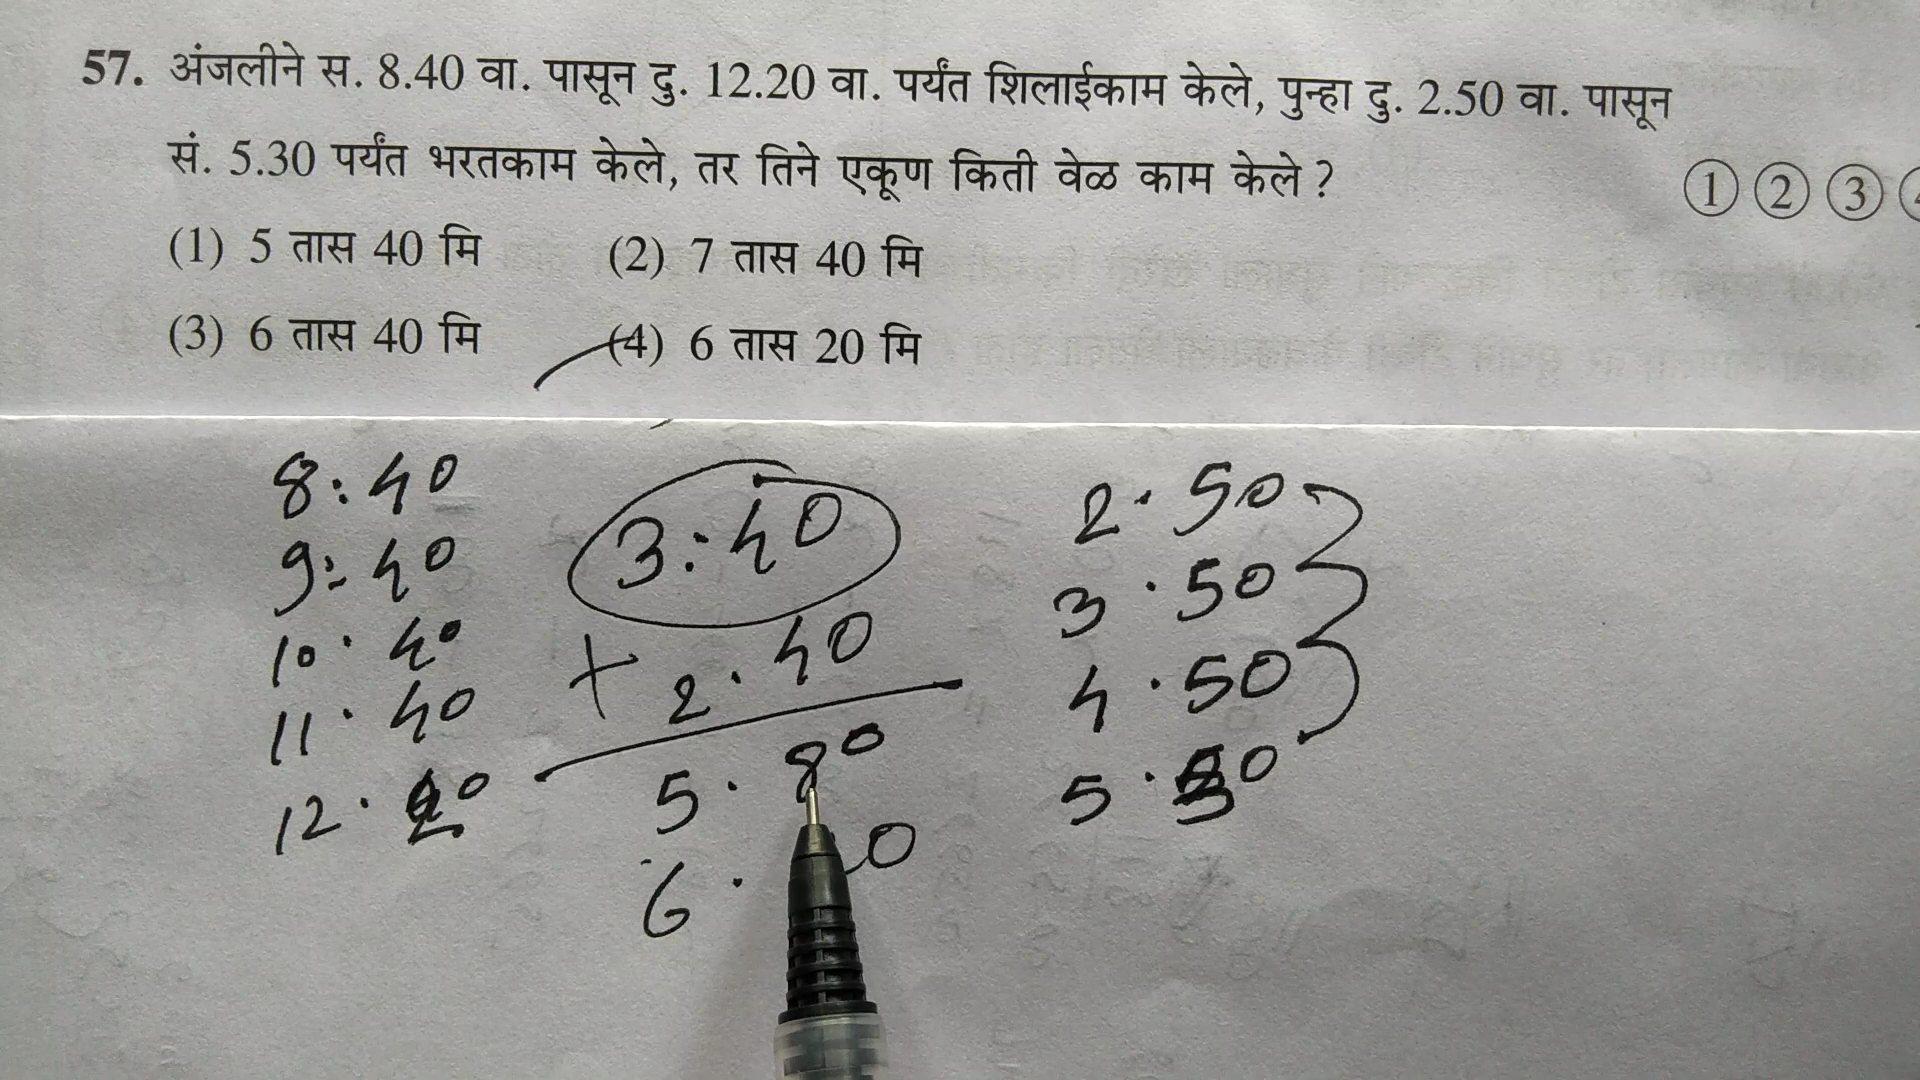 57. अंजलीने स. 8.40 वा. पासून दु. 12.20 वा. पर्यंत शिलाईकाम केले, पुन्हा दु. 2.50 वा. पासून
सं. 5.30 पर्यंत भरतकाम केले, तर तिने एकूण किती वेळ काम केले ?
① ② ③
(1) 5 तास 40 मि (2) 7 तास 40 मि
(3) 6 तास 40 मि (4) 6 तास 20 मि
8:40
9:40
10.40
11.40
12.20
3:40
+ 2.40
5.80
6.
2.50
3.50
4.50
5.30